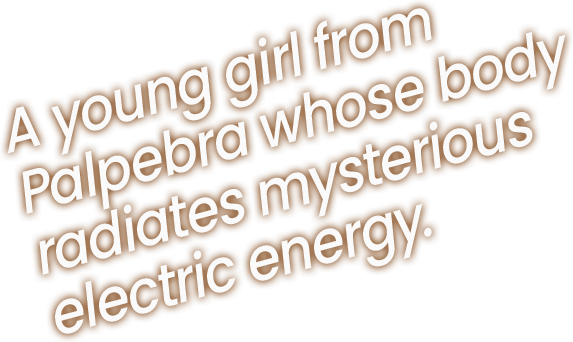 A young girl from
Palpebra whose body
radiates mysterious
electric energy.